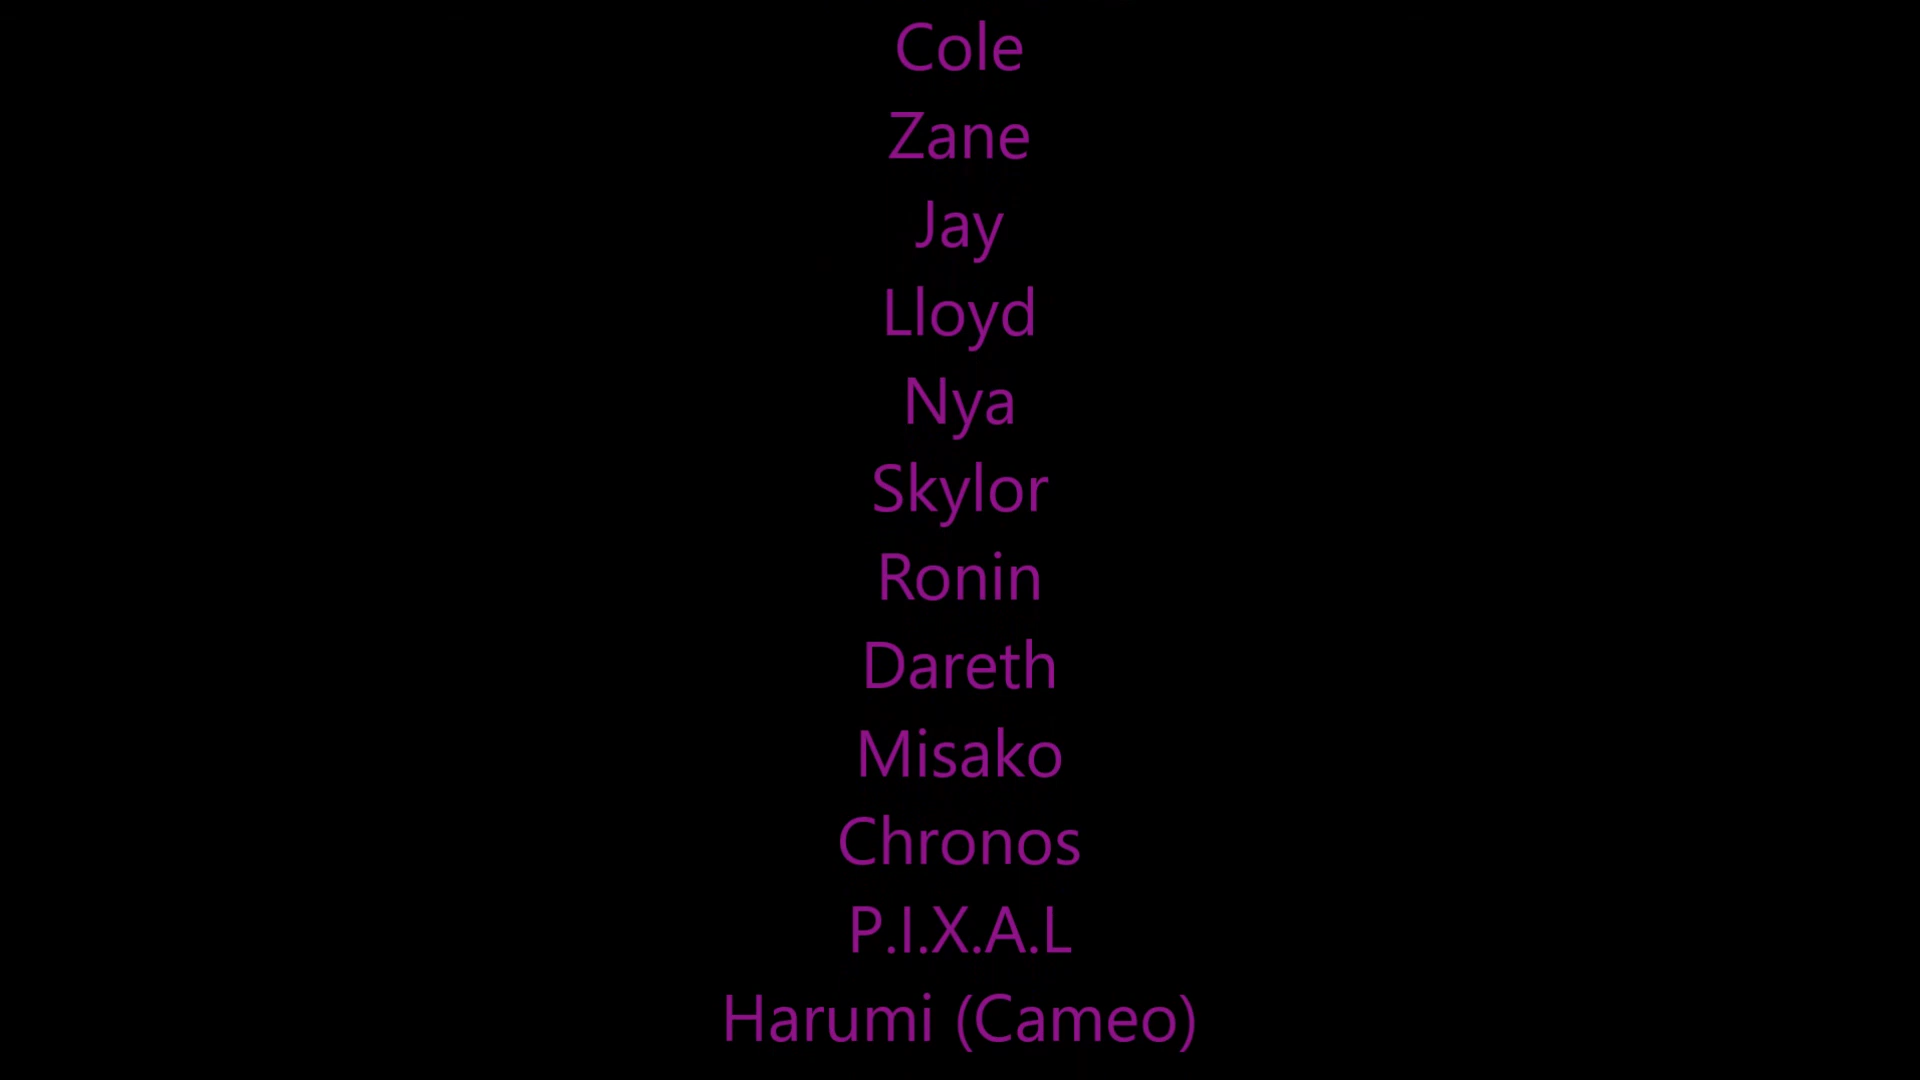 Cole
Zane
Jay
Lloyd
Nya
Skylor
Ronin
Dareth
Misako
Chronos
P.I.X.A.L
Harumi (Cameo)